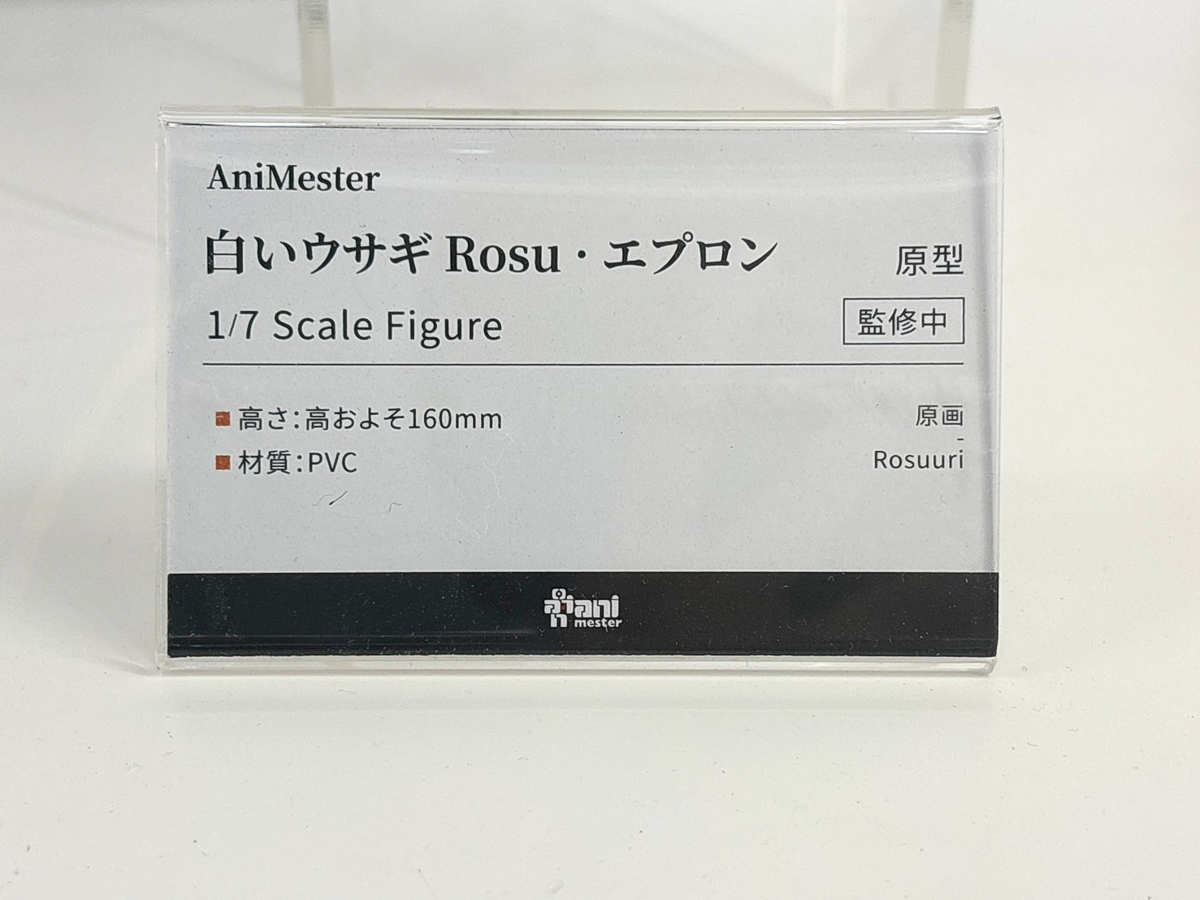 AniMester
白いウサギ Rosu・エプロン
原型
1/7 Scale Figure
監修中
■ 高さ：高およそ160mm
■ 材質：PVC
原画
-
Rosuuri
ani
mester